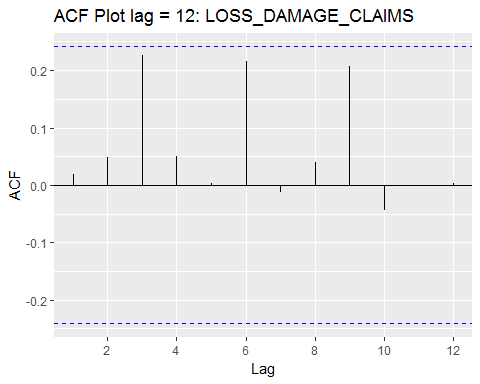 ACF Plot lag = 12: LOSS_DAMAGE_CLAIMS
0.2
0.1
0.0
-0.1
-0.2
ACF
2 4 6 8 10 12
Lag